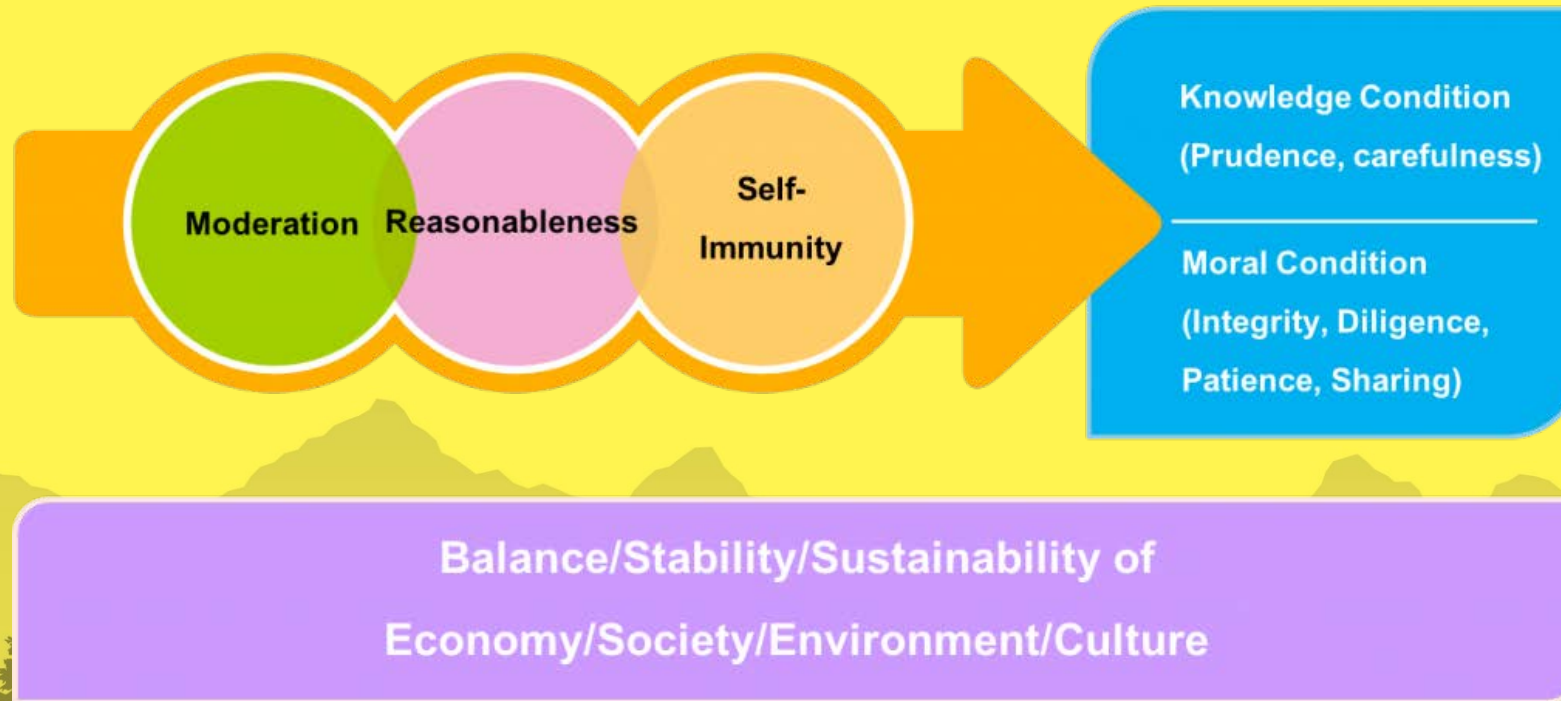 Moderation
Reasonableness
Self-
Immunity
Knowledge Condition
(Prudence, carefulness)
Moral Condition
(Integrity, Diligence,
Patience, Sharing)
Balance/Stability/Sustainability of
Economy/Society/Environment/Culture